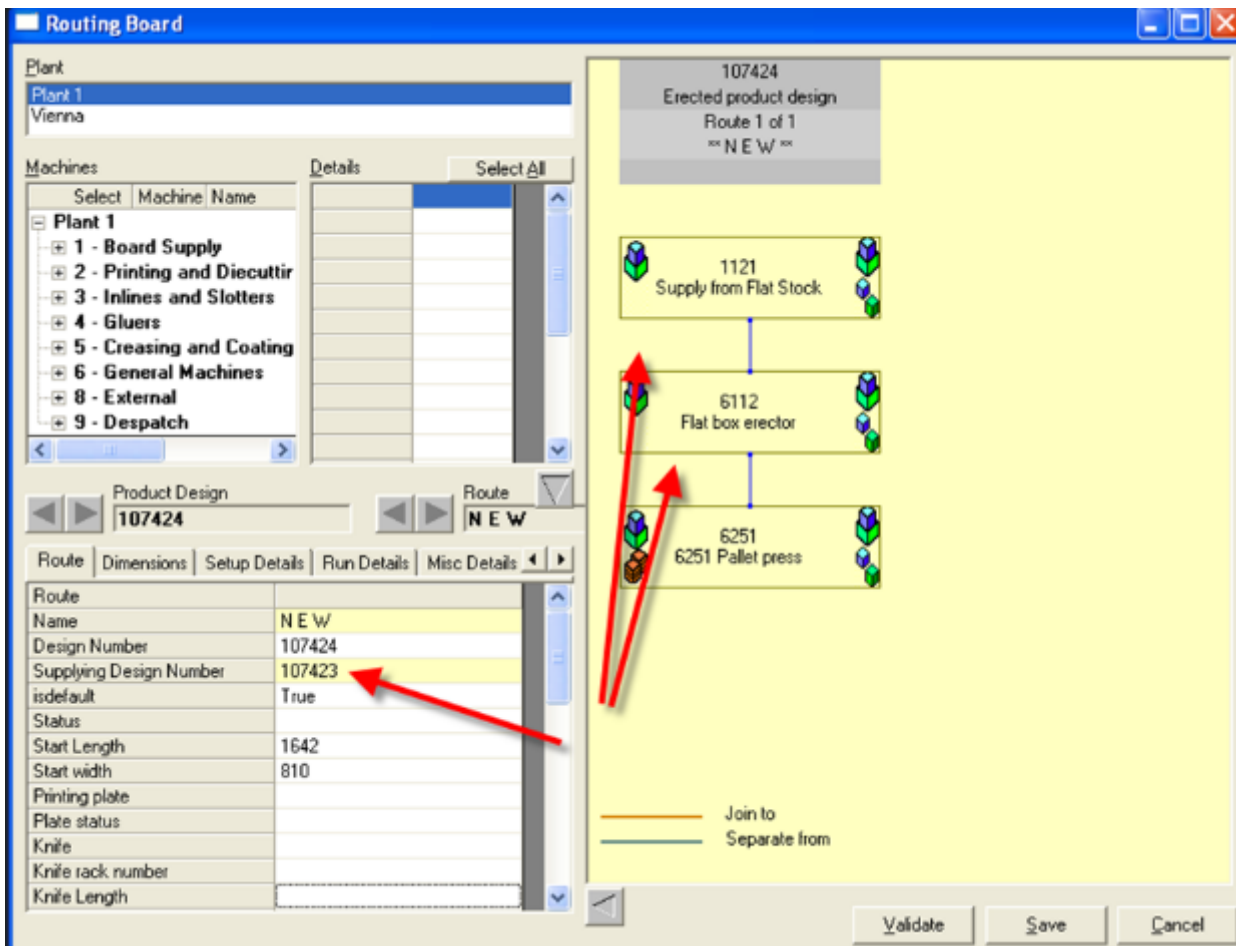 Routing Board
Plant
Plant 1
Vienna
Machines
Details
Select All
Select Machine Name
Plant 1
1 - Board Supply
2 - Printing and Diecuttir
3 - Inlines and Slotters
4 - Gluers
5 - Creasing and Coating
6 - General Machines
8 - External
9 - Despatch
Product Design
107424
Route
N E W
Route Dimensions Setup Details Run Details Misc Details
Route
Name N E W
Design Number 107424
Supplying Design Number 107423
isdefault True
Status
Start Length 1642
Start width 810
Printing plate
Plate status
Knife
Knife rack number
Knife Length
107424
Erected product design
Route 1 of 1
** N E W **
1121
Supply from Flat Stock
6112
Flat box erector
6251
6251 Pallet press
Join to
Separate from
Validate Save Cancel